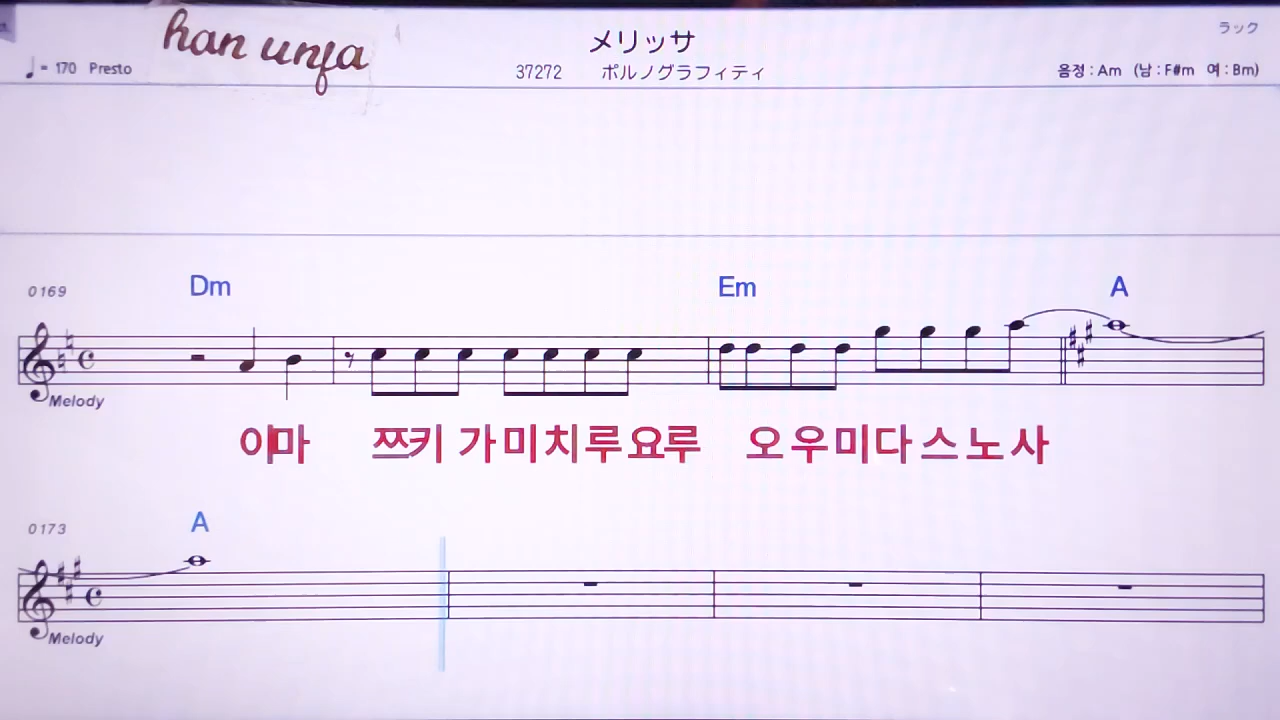 han unfa
メリッサ
ラック
♩= 170 Presto
37272 ポルノグラフィティ
음정 : Am (남 : F#m 여 : Bm)
0169 Dm Em A
Melody
이마 쯔키 가미치루요루 오우미다스노사
0173 A
Melody